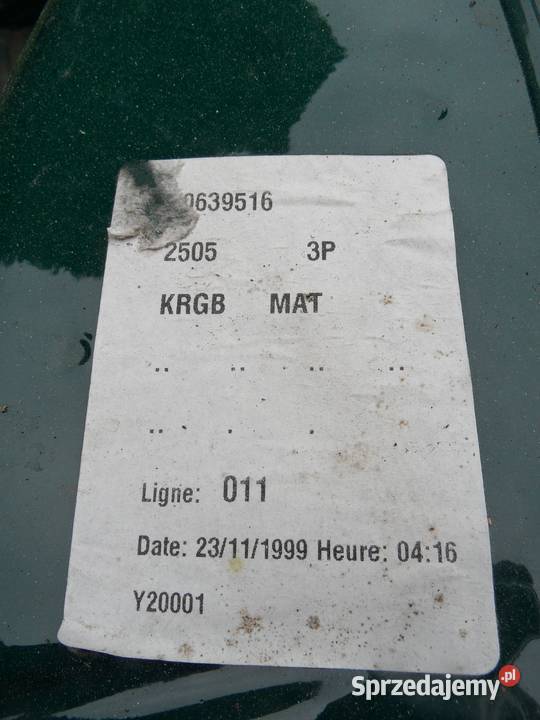 0639516
2505 3P
KRGB MAT
.. .. .. ..
.. . .
Ligne: 011
Date: 23/11/1999 Heure: 04:16
Y20001
Sprzedajemy.pl